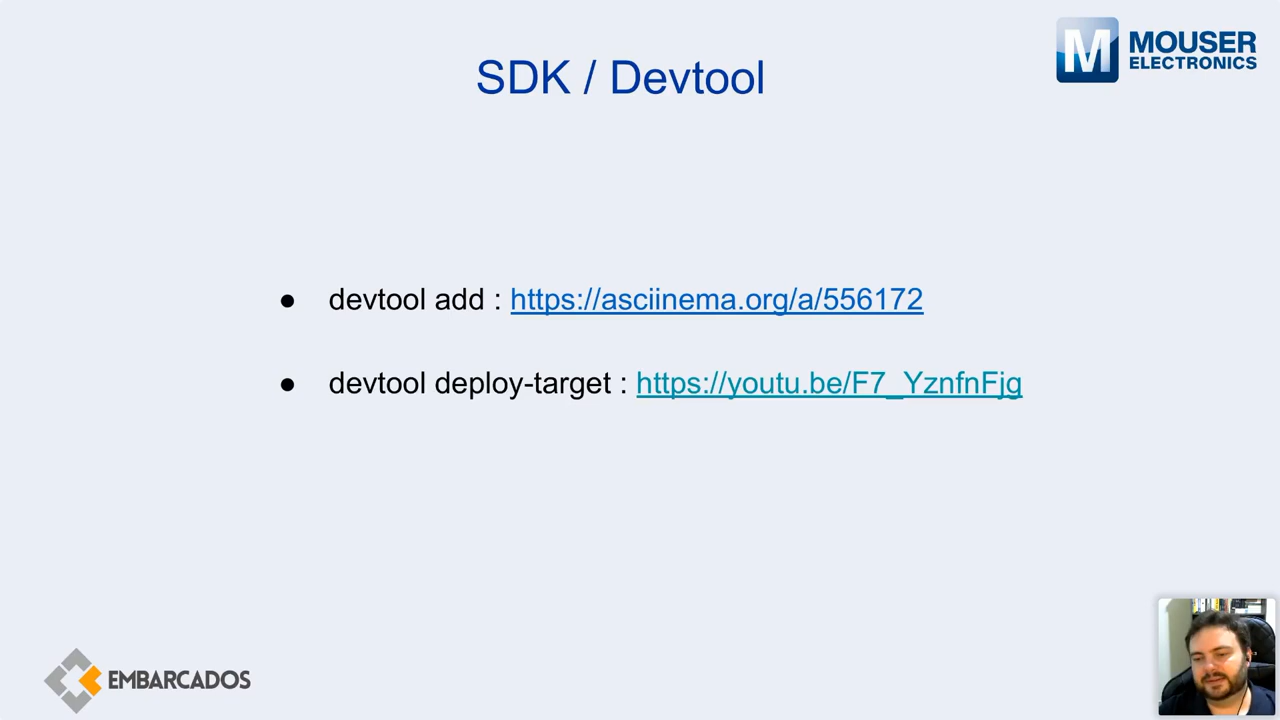 SDK / Devtool
M MOUSER
ELECTRONICS
● devtool add : https://asciinema.org/a/556172
● devtool deploy-target : https://youtu.be/F7_YznfnFjg
EMBARCADOS